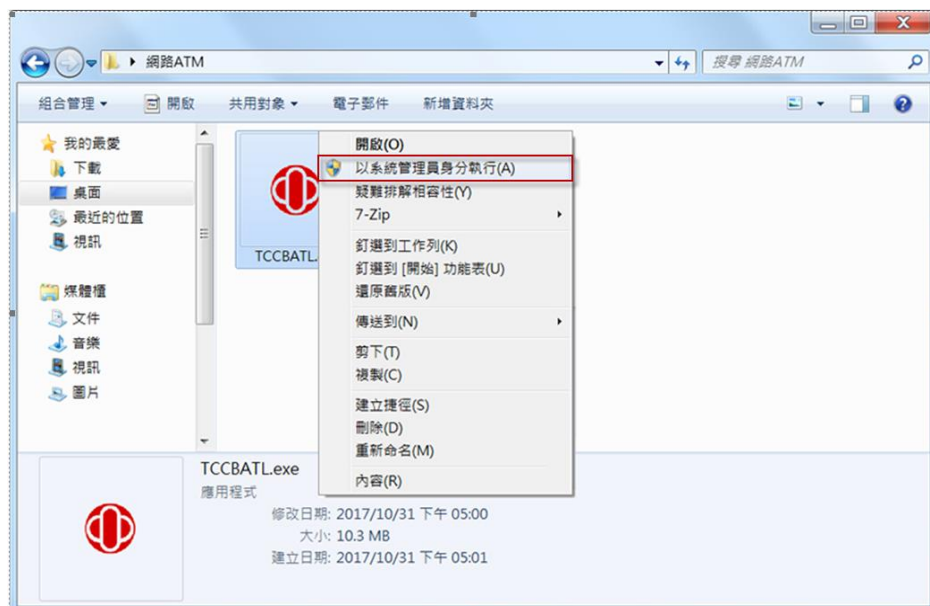 網路ATM
搜尋 網路ATM
組合管理
開啟
共用對象
電子郵件
新增資料夾
我的最愛
下載
桌面
最近的位置
視訊
媒體櫃
文件
音樂
視訊
圖片
TCCBATL.
開啟(O)
以系統管理員身分執行(A)
疑難排解相容性(Y)
7-Zip
釘選到工作列(K)
釘選到 [開始] 功能表(U)
還原舊版(V)
傳送到(N)
剪下(T)
複製(C)
建立捷徑(S)
刪除(D)
重新命名(M)
內容(R)
TCCBATL.exe
應用程式
修改日期: 2017/10/31 下午 05:00
大小: 10.3 MB
建立日期: 2017/10/31 下午 05:01